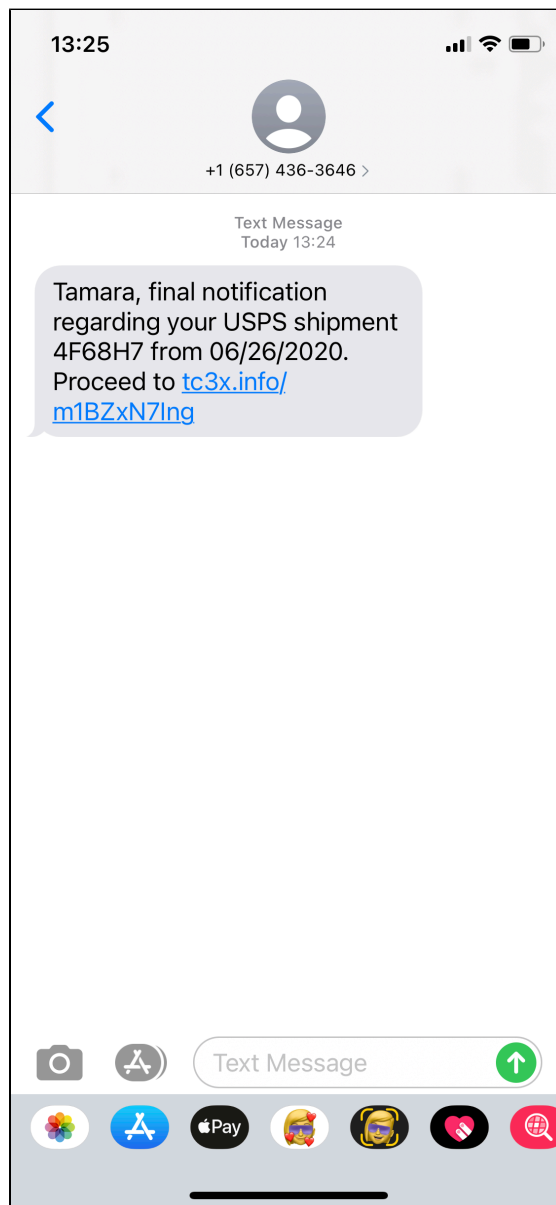 13:25
+1 (657) 436-3646
Text Message
Today 13:24
Tamara, final notification
regarding your USPS shipment
4F68H7 from 06/26/2020.
Proceed to tc3x.info/
m1BZxN7Ing
Text Message
Pay